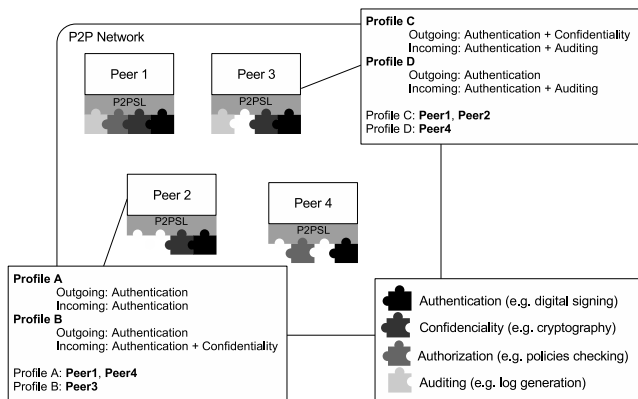 P2P Network
Peer 1
P2PSL
Peer 3
P2PSL
Profile C
Outgoing: Authentication + Confidentiality
Incoming: Authentication + Auditing
Profile D
Outgoing: Authentication
Incoming: Authentication + Auditing
Profile C: Peer1, Peer2
Profile D: Peer4
Peer 2
P2PSL
Peer 4
P2PSL
Profile A
Outgoing: Authentication
Incoming: Authentication
Profile B
Outgoing: Authentication
Incoming: Authentication + Confidentiality
Profile A: Peer1, Peer4
Profile B: Peer3
Authentication (e.g. digital signing)
Confidenciality (e.g. cryptography)
Authorization (e.g. policies checking)
Auditing (e.g. log generation)